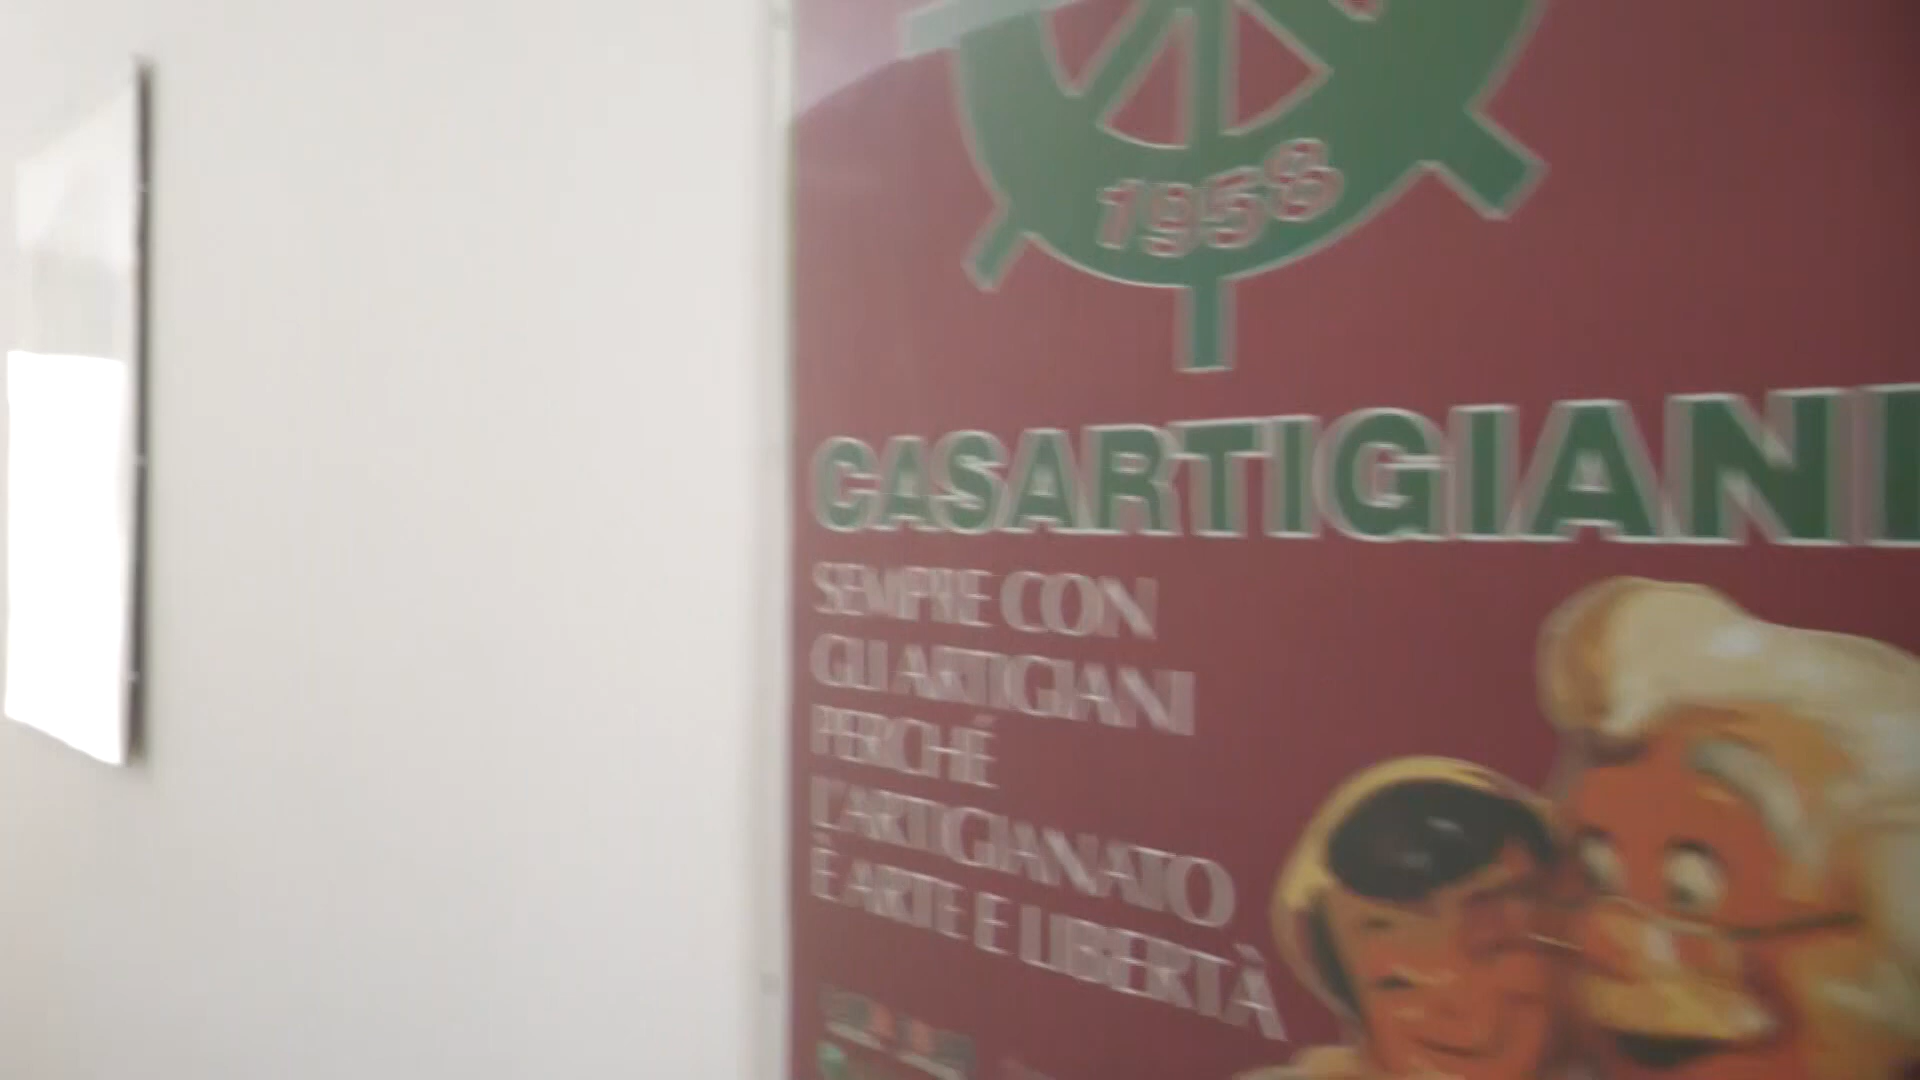 1958
CASARTIGIANI
SEMPRE CON
GLI ARTIGIANI
PERCHÉ
L'ARTIGIANATO
È ARTE E LIBERTÀ